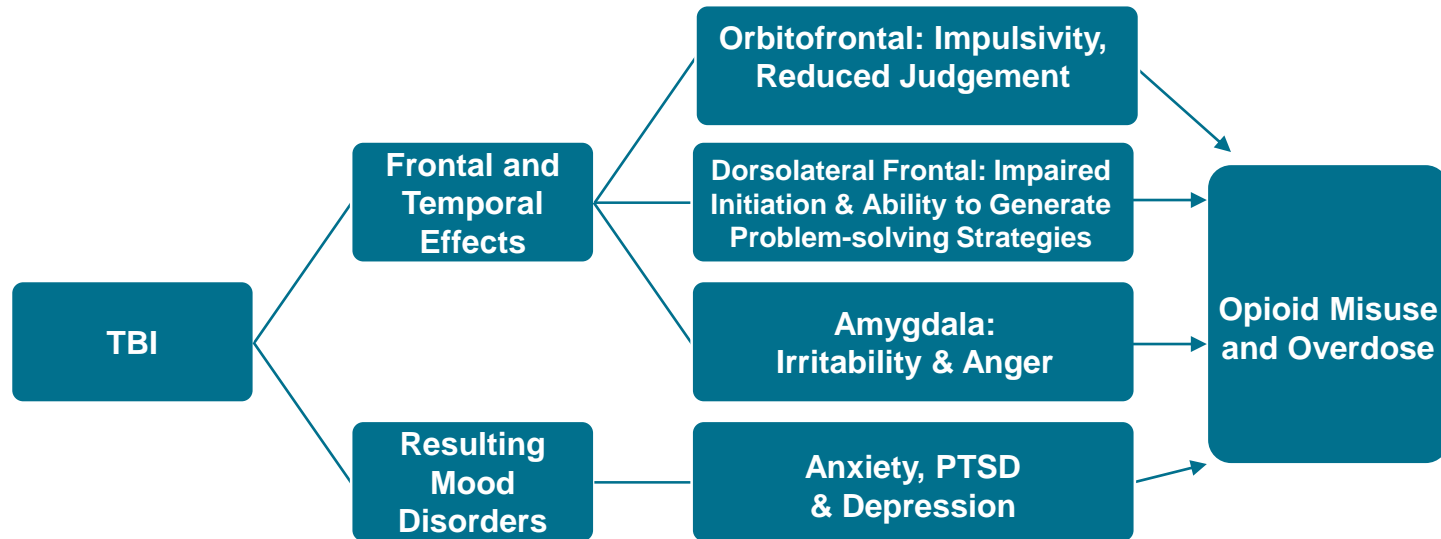 TBI
Frontal and
Temporal
Effects
Resulting
Mood
Disorders
Orbitofrontal: Impulsivity,
Reduced Judgement
Dorsolateral Frontal: Impaired
Initiation & Ability to Generate
Problem-solving Strategies
Amygdala:
Irritability & Anger
Anxiety, PTSD
& Depression
Opioid Misuse
and Overdose